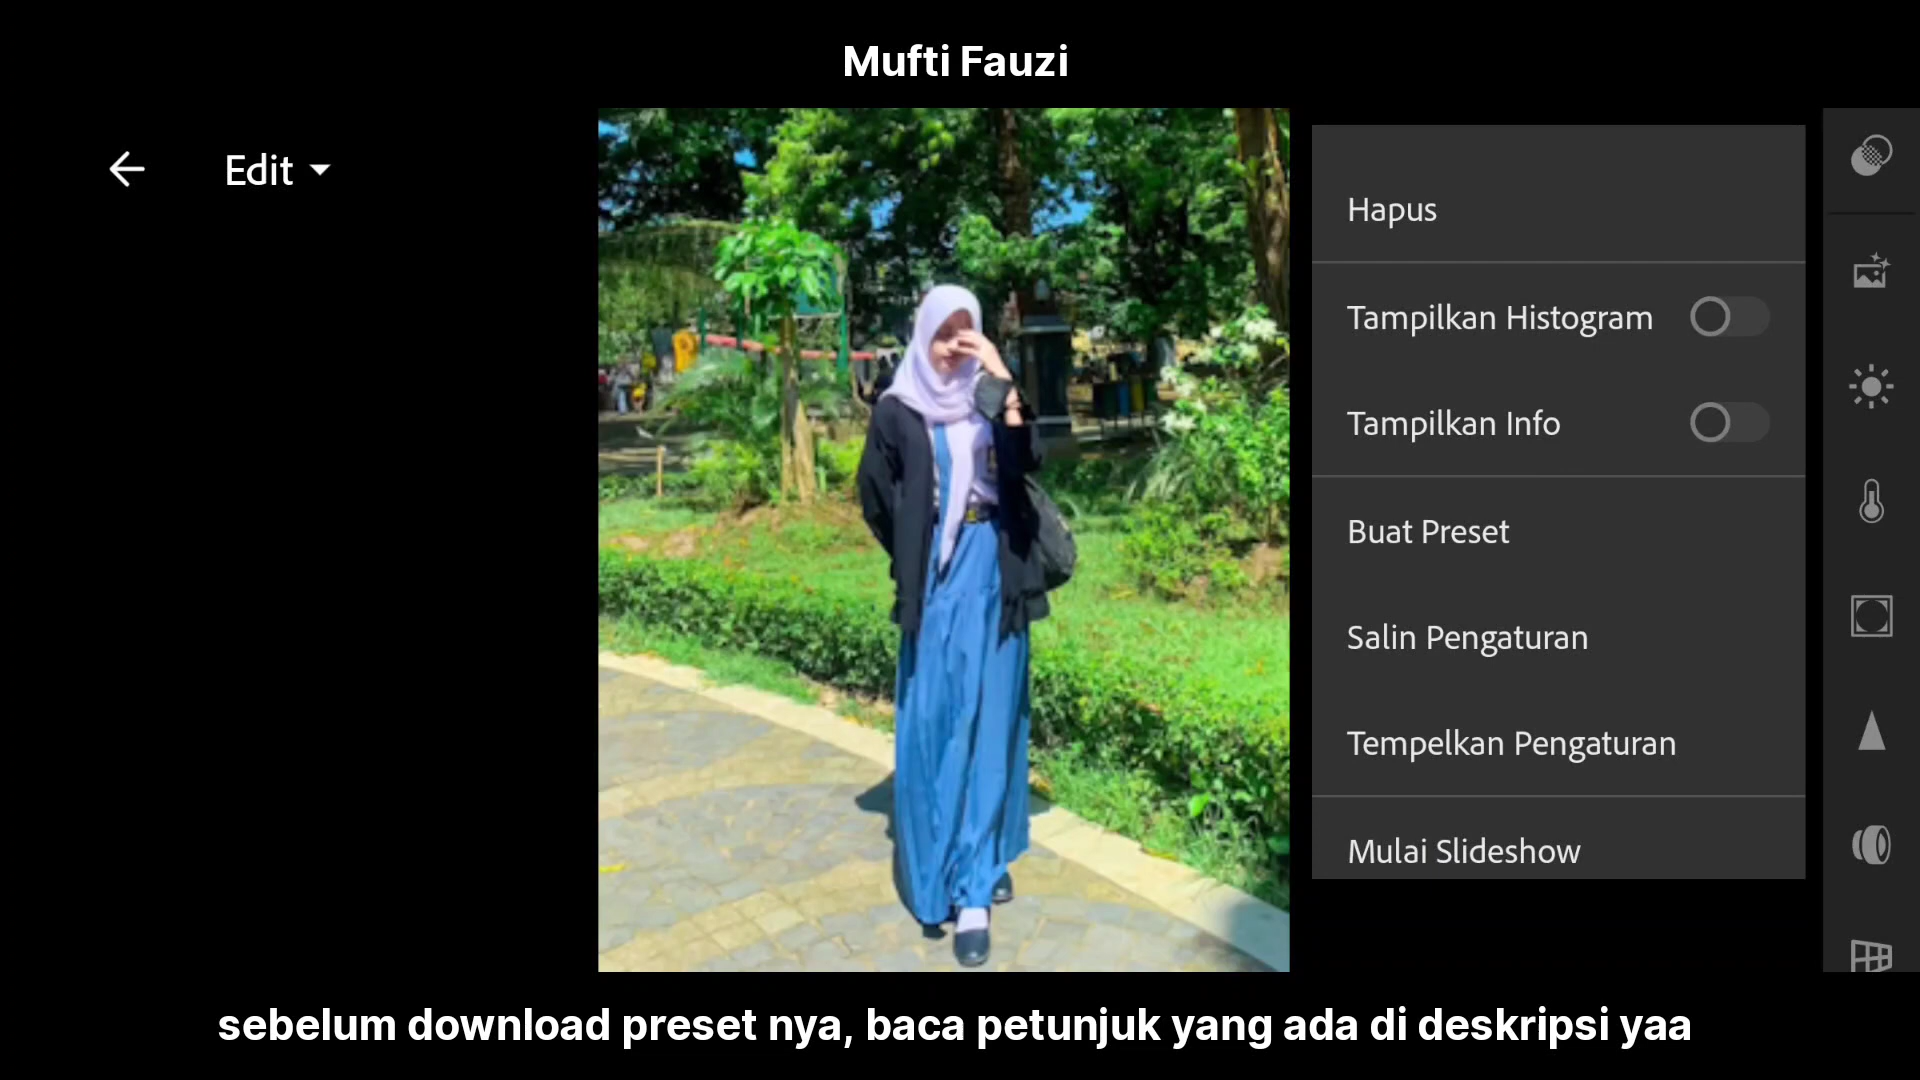 Mufti Fauzi
Edit
Hapus
Tampilkan Histogram
Tampilkan Info
Buat Preset
Salin Pengaturan
Tempelkan Pengaturan
Mulai Slideshow
sebelum download preset nya, baca petunjuk yang ada di deskripsi yaa